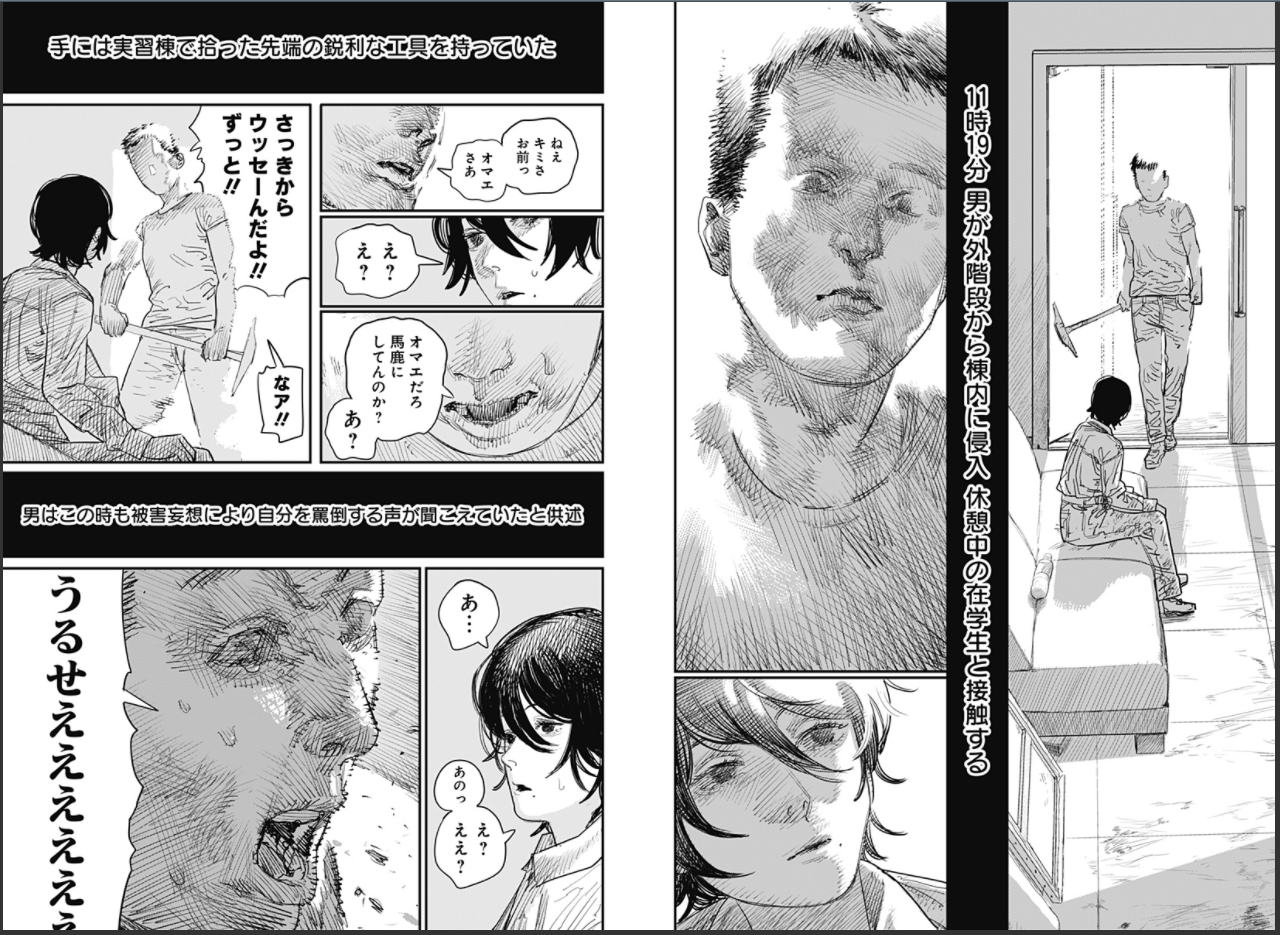 11時19分 男が外階段から棟内に侵入 休憩中の在学生と接触する
手には実習棟で拾った先端の鋭利な工具を持っていた
ねえ
キミさ
お前っ
オマエ
さあ
え?
え?
オマエだろ
馬鹿に
してんのか?
あ?
さっきから
ウッセーんだよ!!
ずっと!!
なア!!
男はこの時も被害妄想により自分を罵倒する声が聞こえていたと供述
あ…
え?
ええ?
あのっ
うるせえええええ